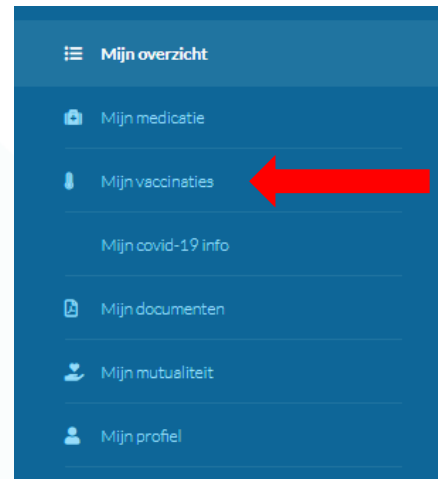 Mijn overzicht
Mijn medicatie
Mijn vaccinaties
Mijn covid-19 info
Mijn documenten
Mijn mutualiteit
Mijn profiel